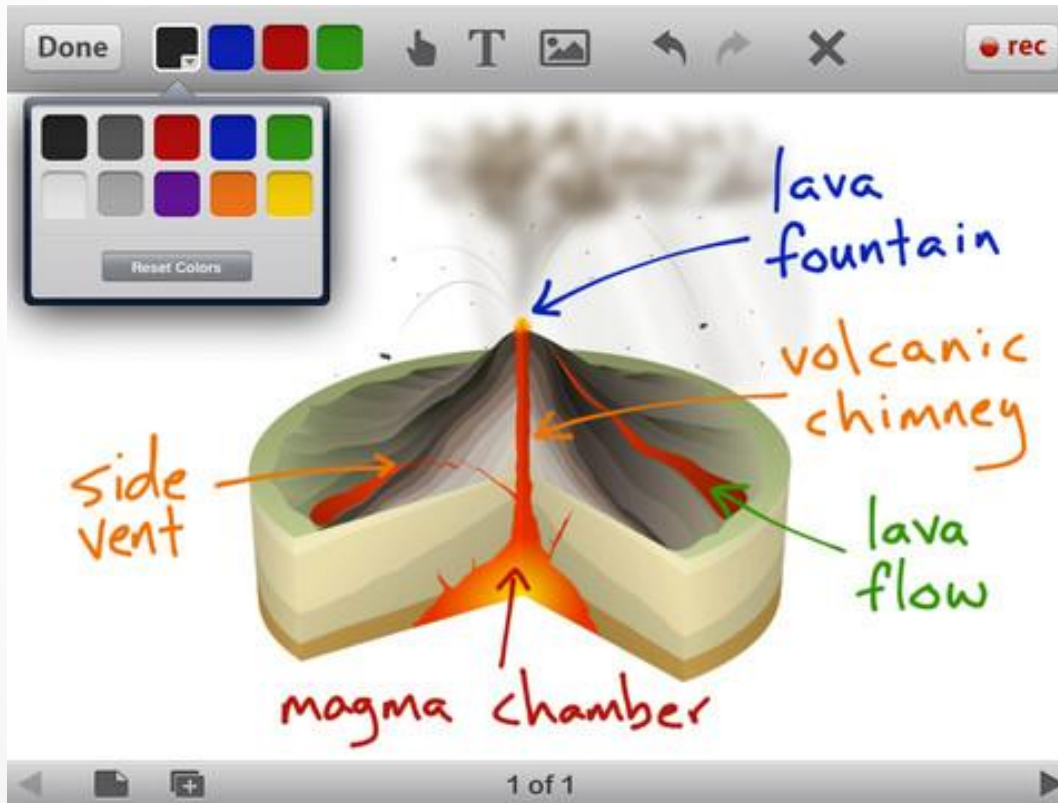 Done
T
rec
Reset Colors
lava
fountain
volcanic
chimney
side
vent
lava
flow
magma chamber
1 of 1